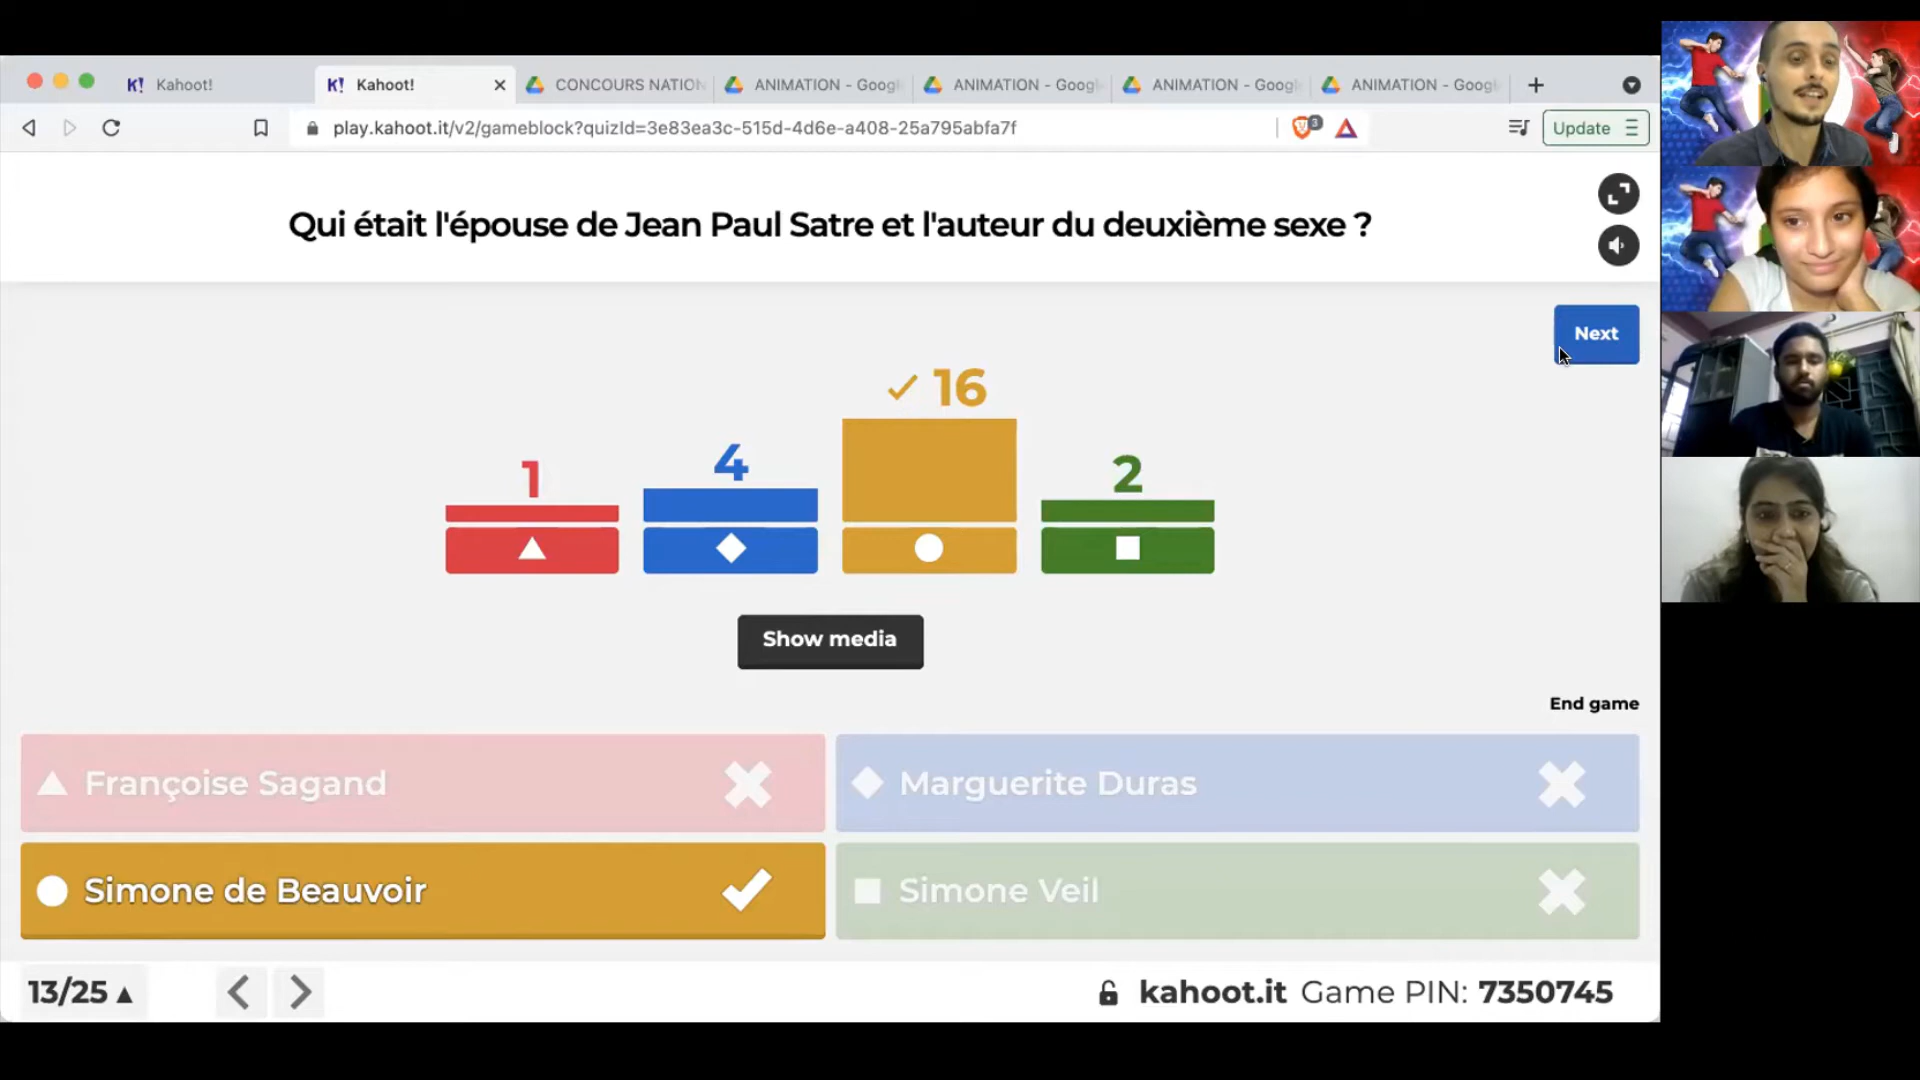 K! Kahoot!
K! Kahoot!
CONCOURS NATION
ANIMATION - Googl
ANIMATION - Googl
ANIMATION - Googl
ANIMATION - Googl
play.kahoot.it/v2/gameblock?quizId=3e83ea3c-515d-4d6e-a408-25a795abfa7f
3
Update
Qui était l'épouse de Jean Paul Satre et l'auteur du deuxième sexe ?
Next
1
4
16
2
Show media
End game
Françoise Sagand
Marguerite Duras
Simone de Beauvoir
Simone Veil
13/25
kahoot.it Game PIN: 7350745